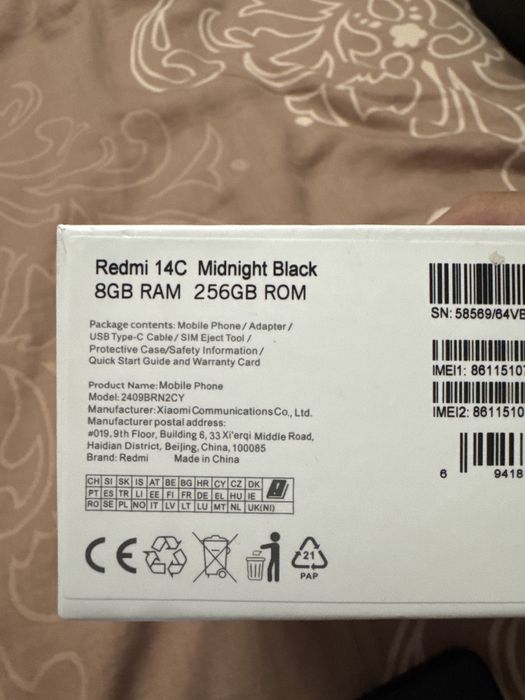 Redmi 14C Midnight Black
8GB RAM 256GB ROM
Package contents: Mobile Phone / Adapter /
USB Type-C Cable / SIM Eject Tool /
Protective Case/Safety Information /
Quick Start Guide and Warranty Card
Product Name: Mobile Phone
Model: 2409BRN2CY
Manufacturer: Xiaomi Communications Co., Ltd.
Manufacturer postal address:
#019, 9th Floor, Building 6, 33 Xi'erqi Middle Road,
Haidian District, Beijing, China, 100085
Brand: Redmi Made in China
CH SI SK IS AT BE BG HR CY CZ DK
PT ES TR LI EE FI FR DE EL HU IE
RO SE PL NO IT LV LT LU MT NL UK(NI)
CE
21
PAP
SN: 58569/64VB
IMEI1: 86115107
IMEI2: 8611510
6 9418